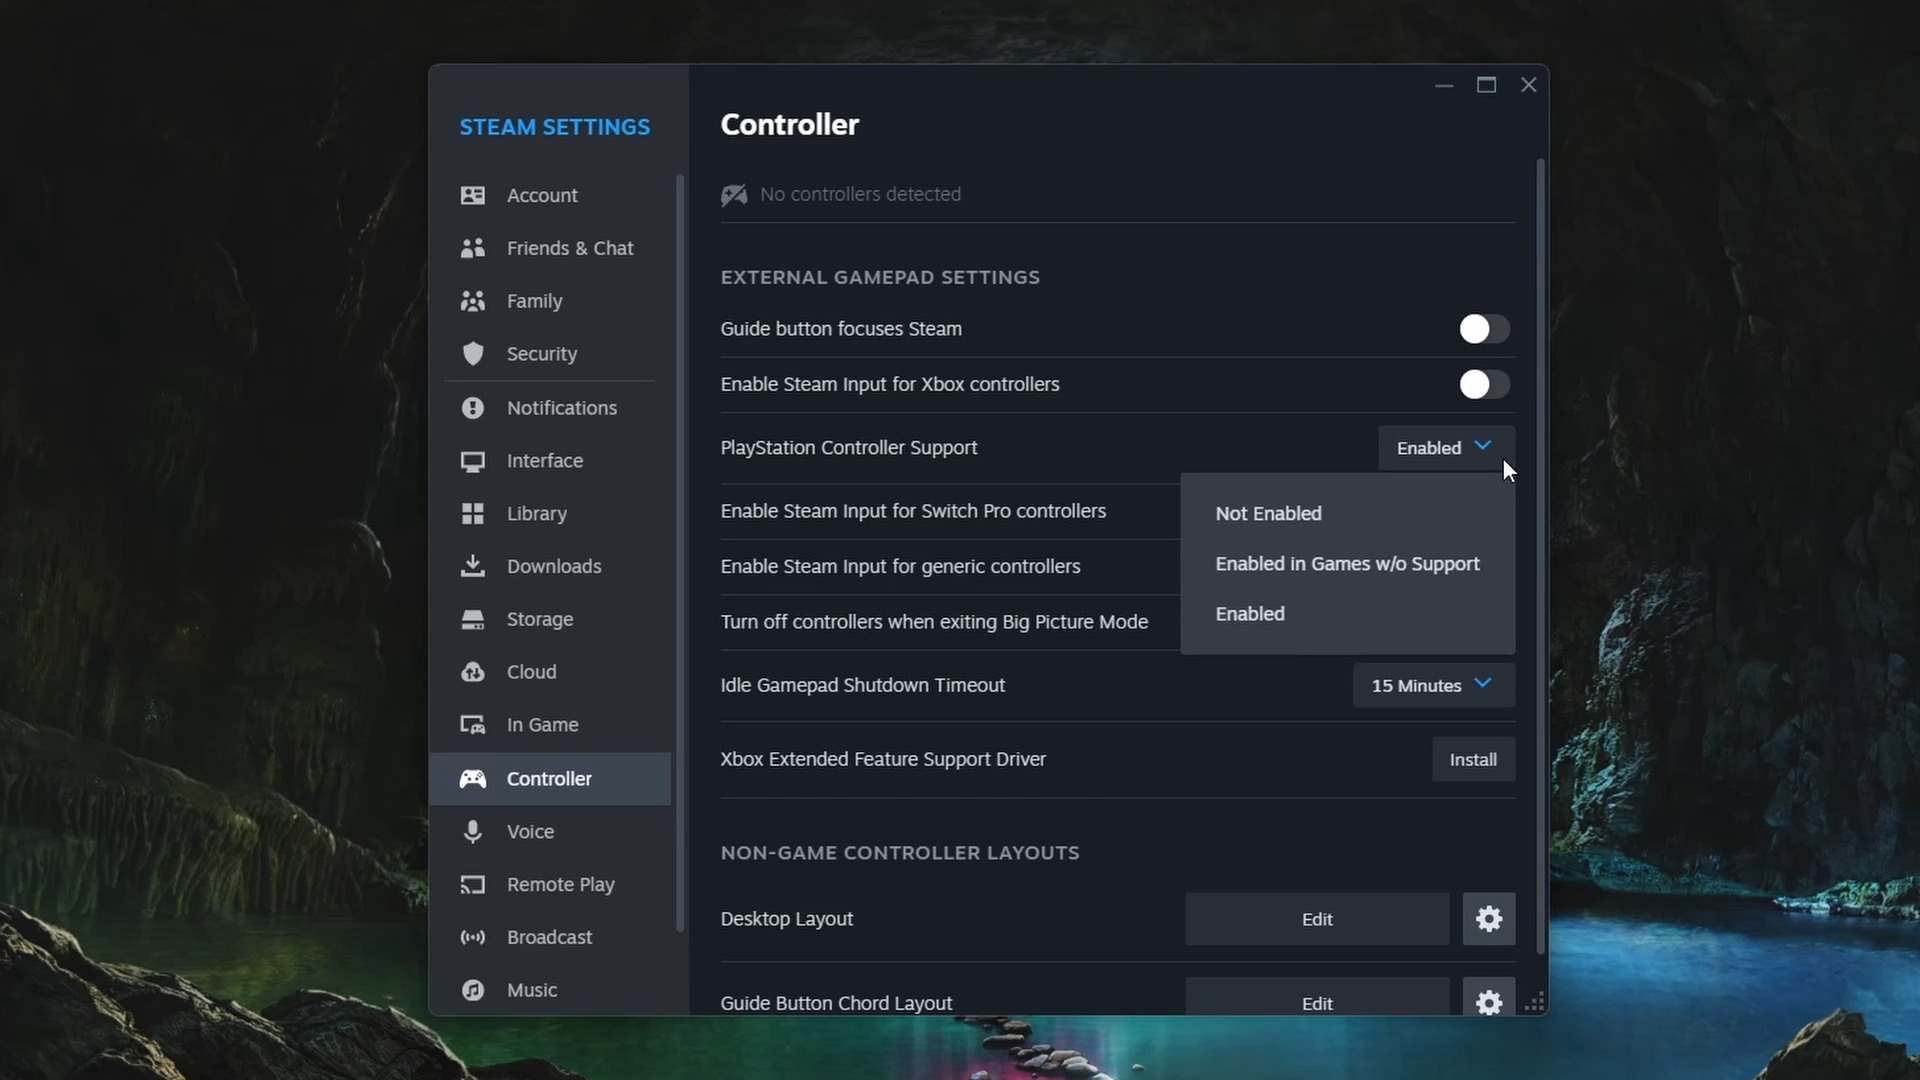 STEAM SETTINGS
Account
Friends & Chat
Family
Security
Notifications
Interface
Library
Downloads
Storage
Cloud
In Game
Controller
Voice
Remote Play
Broadcast
Music
Controller
No controllers detected
EXTERNAL GAMEPAD SETTINGS
Guide button focuses Steam
Enable Steam Input for Xbox controllers
PlayStation Controller Support
Enabled
Not Enabled
Enabled in Games w/o Support
Enabled
Enable Steam Input for Switch Pro controllers
Enable Steam Input for generic controllers
Turn off controllers when exiting Big Picture Mode
Idle Gamepad Shutdown Timeout
15 Minutes
Xbox Extended Feature Support Driver
Install
NON-GAME CONTROLLER LAYOUTS
Desktop Layout
Edit
Guide Button Chord Layout
Edit